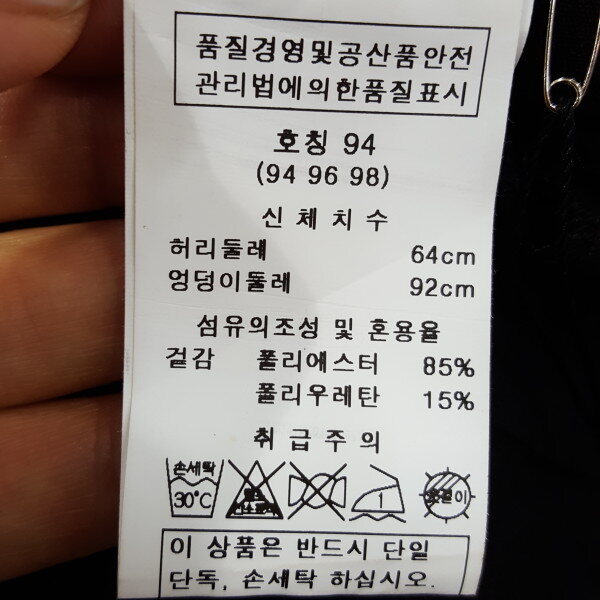 품질경영및공산품안전
관리법에의한품질표시
호칭 94
(94 96 98)
신체치수
허리둘레 64cm
엉덩이둘레 92cm
섬유의조성 및 혼용율
겉감 폴리에스터 85%
폴리우레탄 15%
취급주의
손세탁
30°C
1
옷걸이
이 상품은 반드시 단일
단독, 손세탁 하십시오.